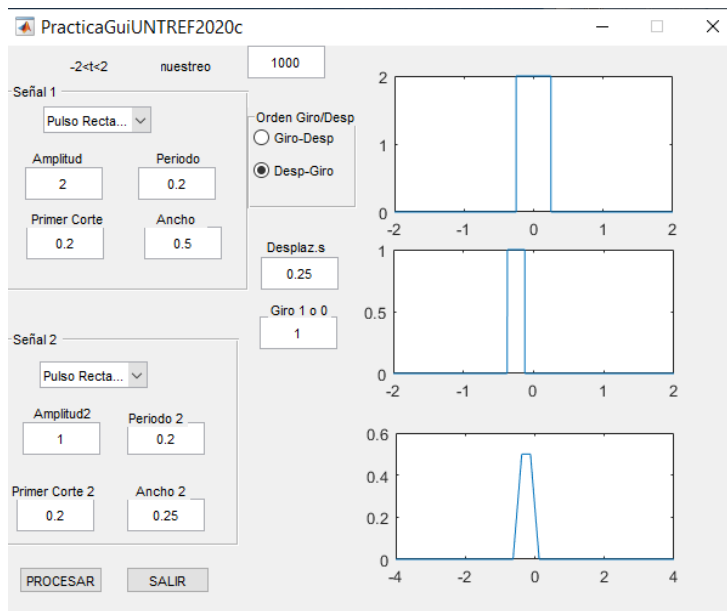 PracticaGuiUNTREF2020c
-2<t<2 nuestreo 1000
Señal 1
Pulso Recta...
Amplitud Periodo
2 0.2
Primer Corte Ancho
0.2 0.5
Orden Giro/Desp
Giro-Desp
Desp-Giro
Desplaz.s
0.25
Giro 1 o 0
1
Señal 2
Pulso Recta...
Amplitud2 Periodo 2
1 0.2
Primer Corte 2 Ancho 2
0.2 0.25
PROCESAR SALIR
2
1
0
-2 -1 0 1 2
1
0.5
0
-2 -1 0 1 2
0.6
0.4
0.2
0
-4 -2 0 2 4